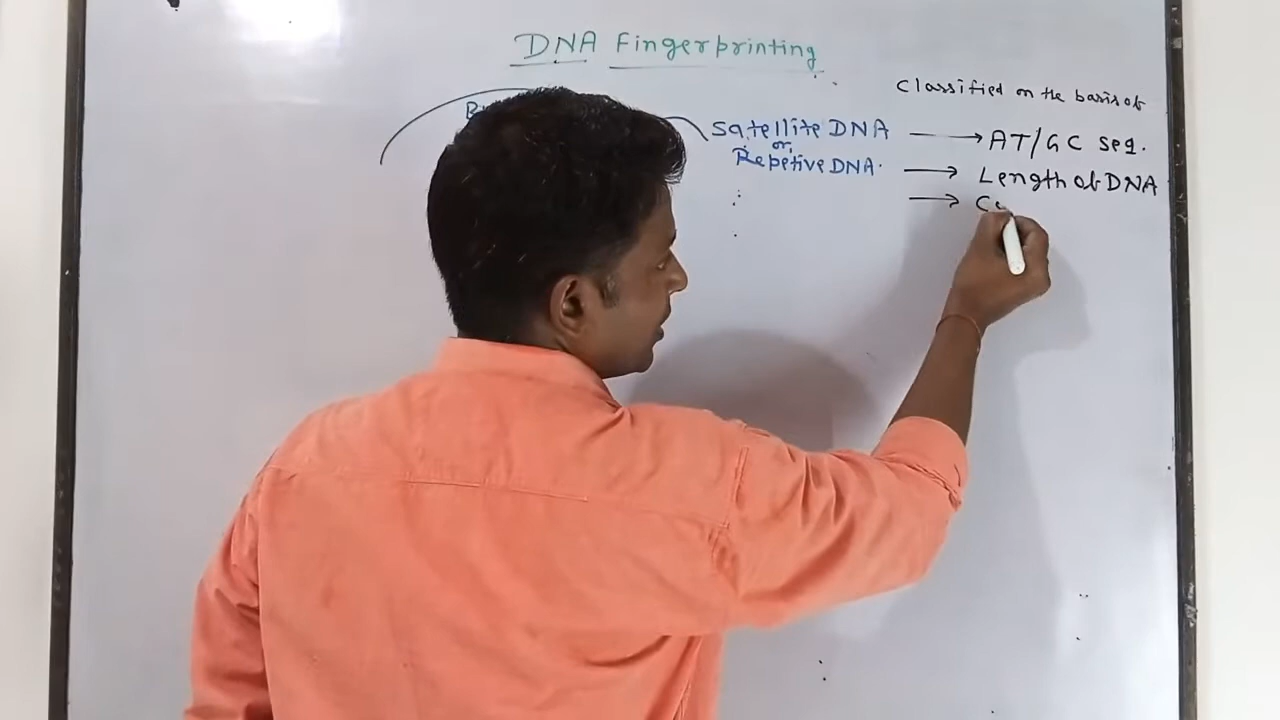 DNA Fingerprinting
Classified on the basis of
Satellite DNA → AT/GC seq.
or
Repetive DNA. → Length of DNA
→